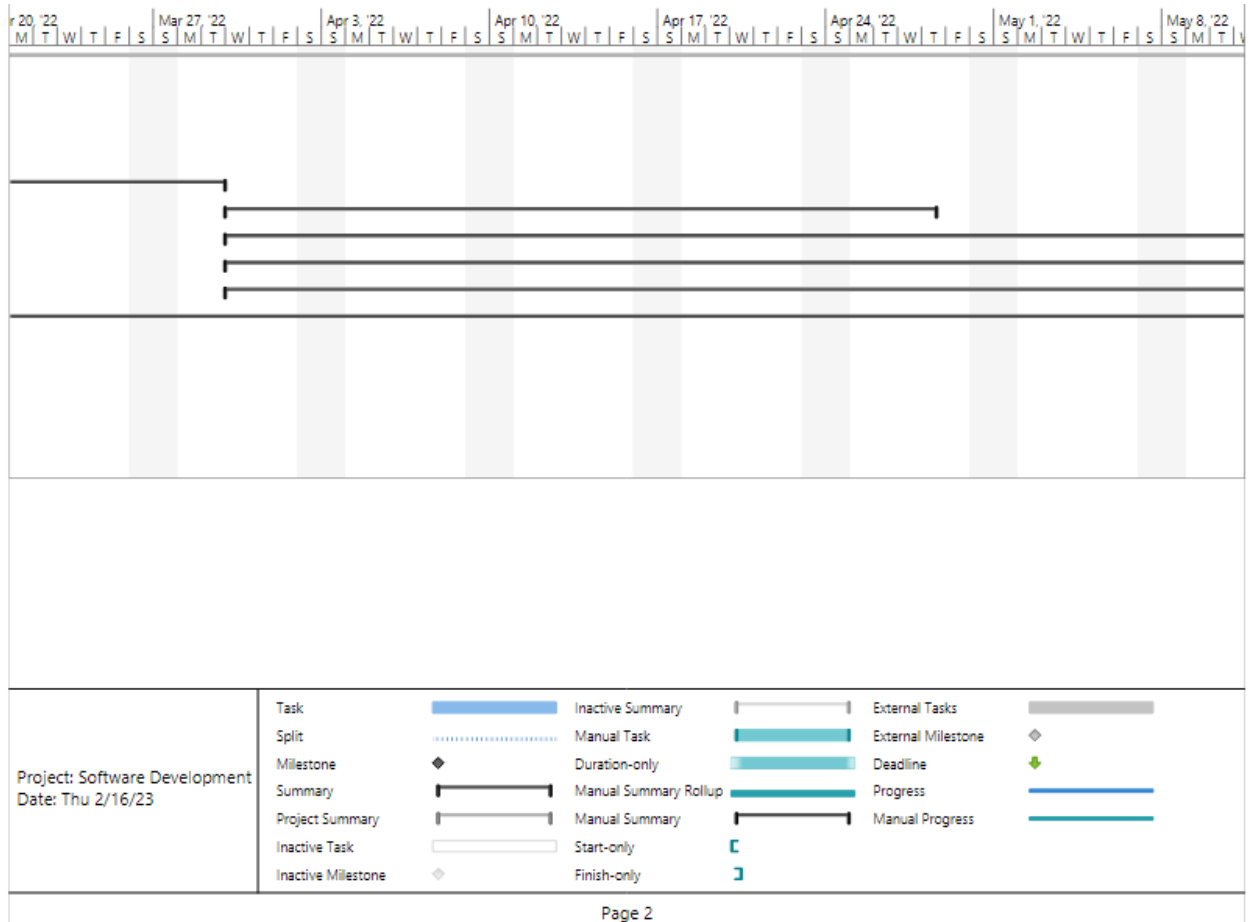 r 20, '22 Mar 27, '22 Apr 3, '22 Apr 10, '22 Apr 17, '22 Apr 24, '22 May 1, '22 May 8, '22
M T W T F S S M T W T F S S M T W T F S S M T W T F S S M T W T F S S M T W T F S S M T W T F S S M T
Task Inactive Summary External Tasks
Split Manual Task External Milestone
Milestone Duration-only Deadline
Project: Software Development
Date: Thu 2/16/23
Summary Manual Summary Rollup Progress
Project Summary Manual Summary Manual Progress
Inactive Task Start-only
Inactive Milestone Finish-only
Page 2